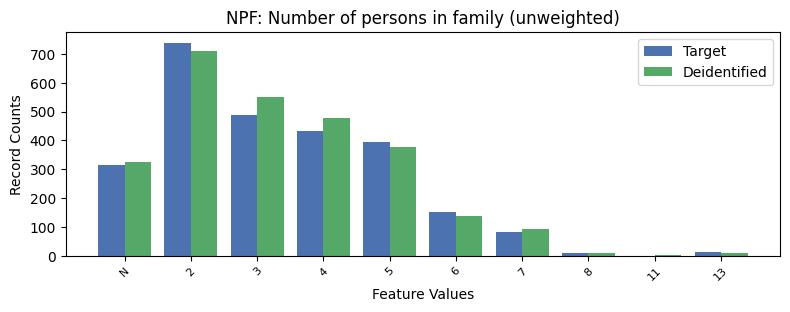 NPF: Number of persons in family (unweighted)
Target
Deidentified
Record Counts
700
600
500
400
300
200
100
0
N 2 3 4 5 6 7 8 11 13
Feature Values